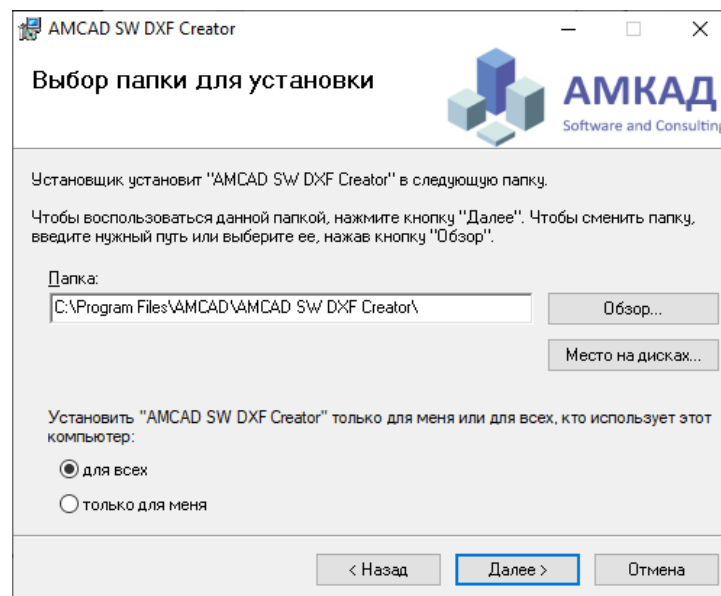 AMCAD SW DXF Creator
Выбор папки для установки
АМКАД
Software and Consulting
Установщик установит "AMCAD SW DXF Creator" в следующую папку.
Чтобы воспользоваться данной папкой, нажмите кнопку "Далее". Чтобы сменить папку,
введите нужный путь или выберите ее, нажав кнопку "Обзор".
Папка:
C:\Program Files\AMCAD\AMCAD SW DXF Creator\
Обзор...
Место на дисках...
Установить "AMCAD SW DXF Creator" только для меня или для всех, кто использует этот
компьютер:
для всех
только для меня
< Назад
Далее >
Отмена